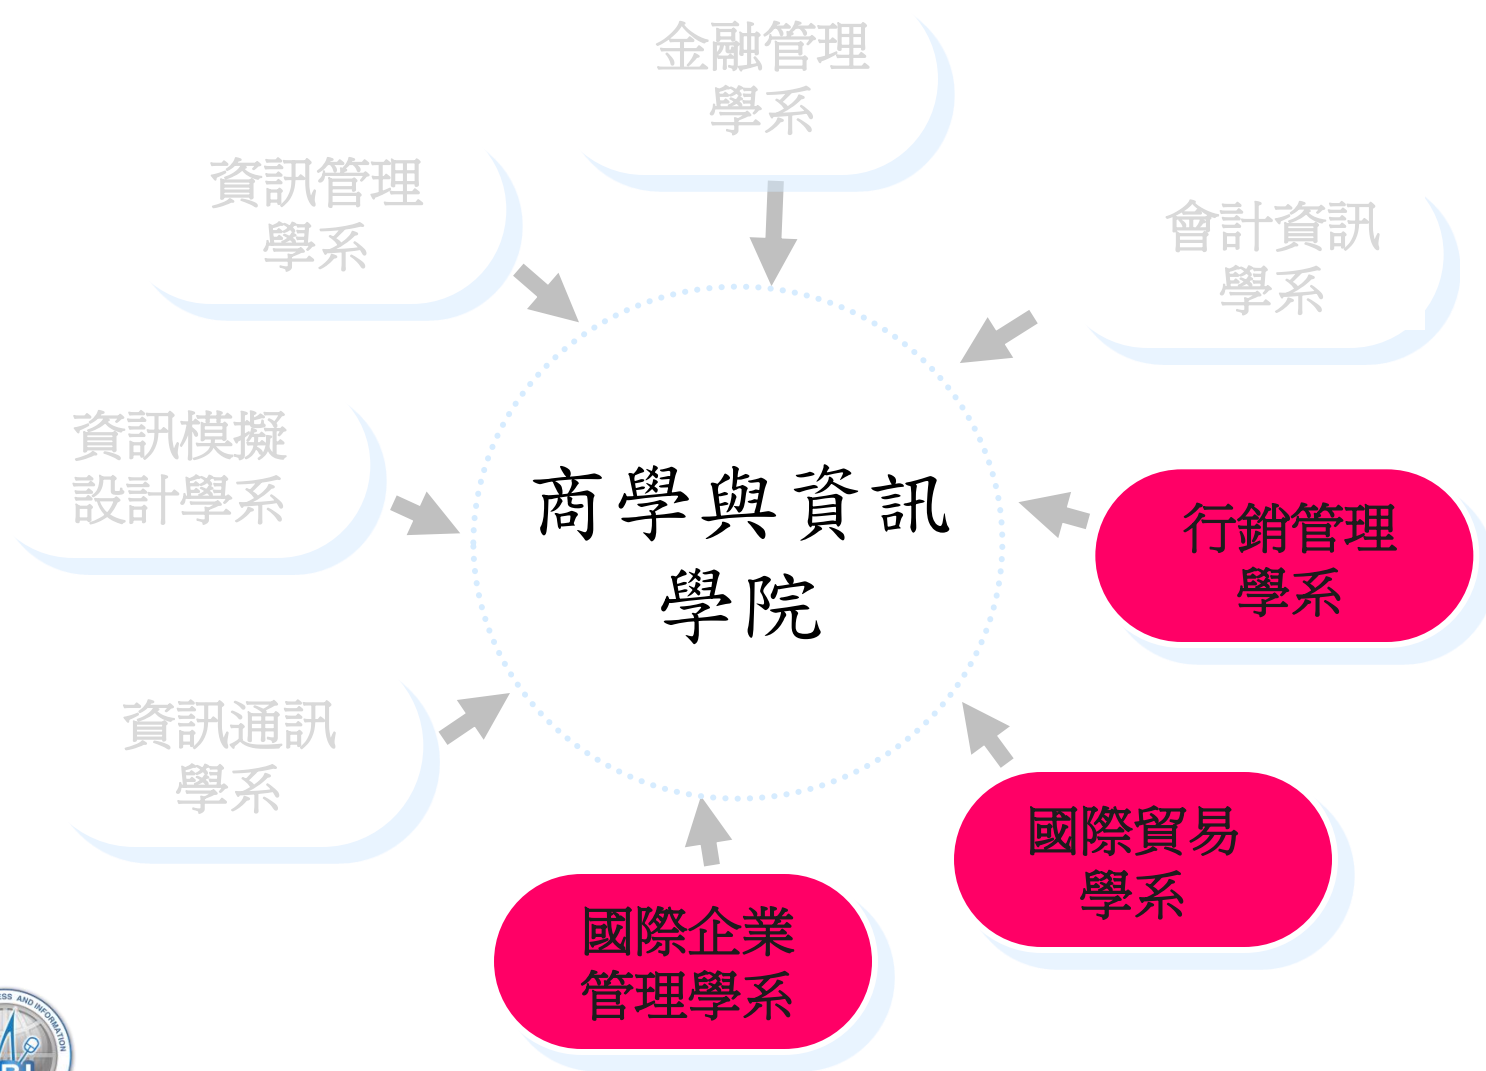 金融管理
學系
資訊管理
學系
會計資訊
學系
資訊模擬
設計學系
商學與資訊
學院
行銷管理
學系
資訊通訊
學系
國際貿易
學系
國際企業
管理學系
ESS AND INFORMATION